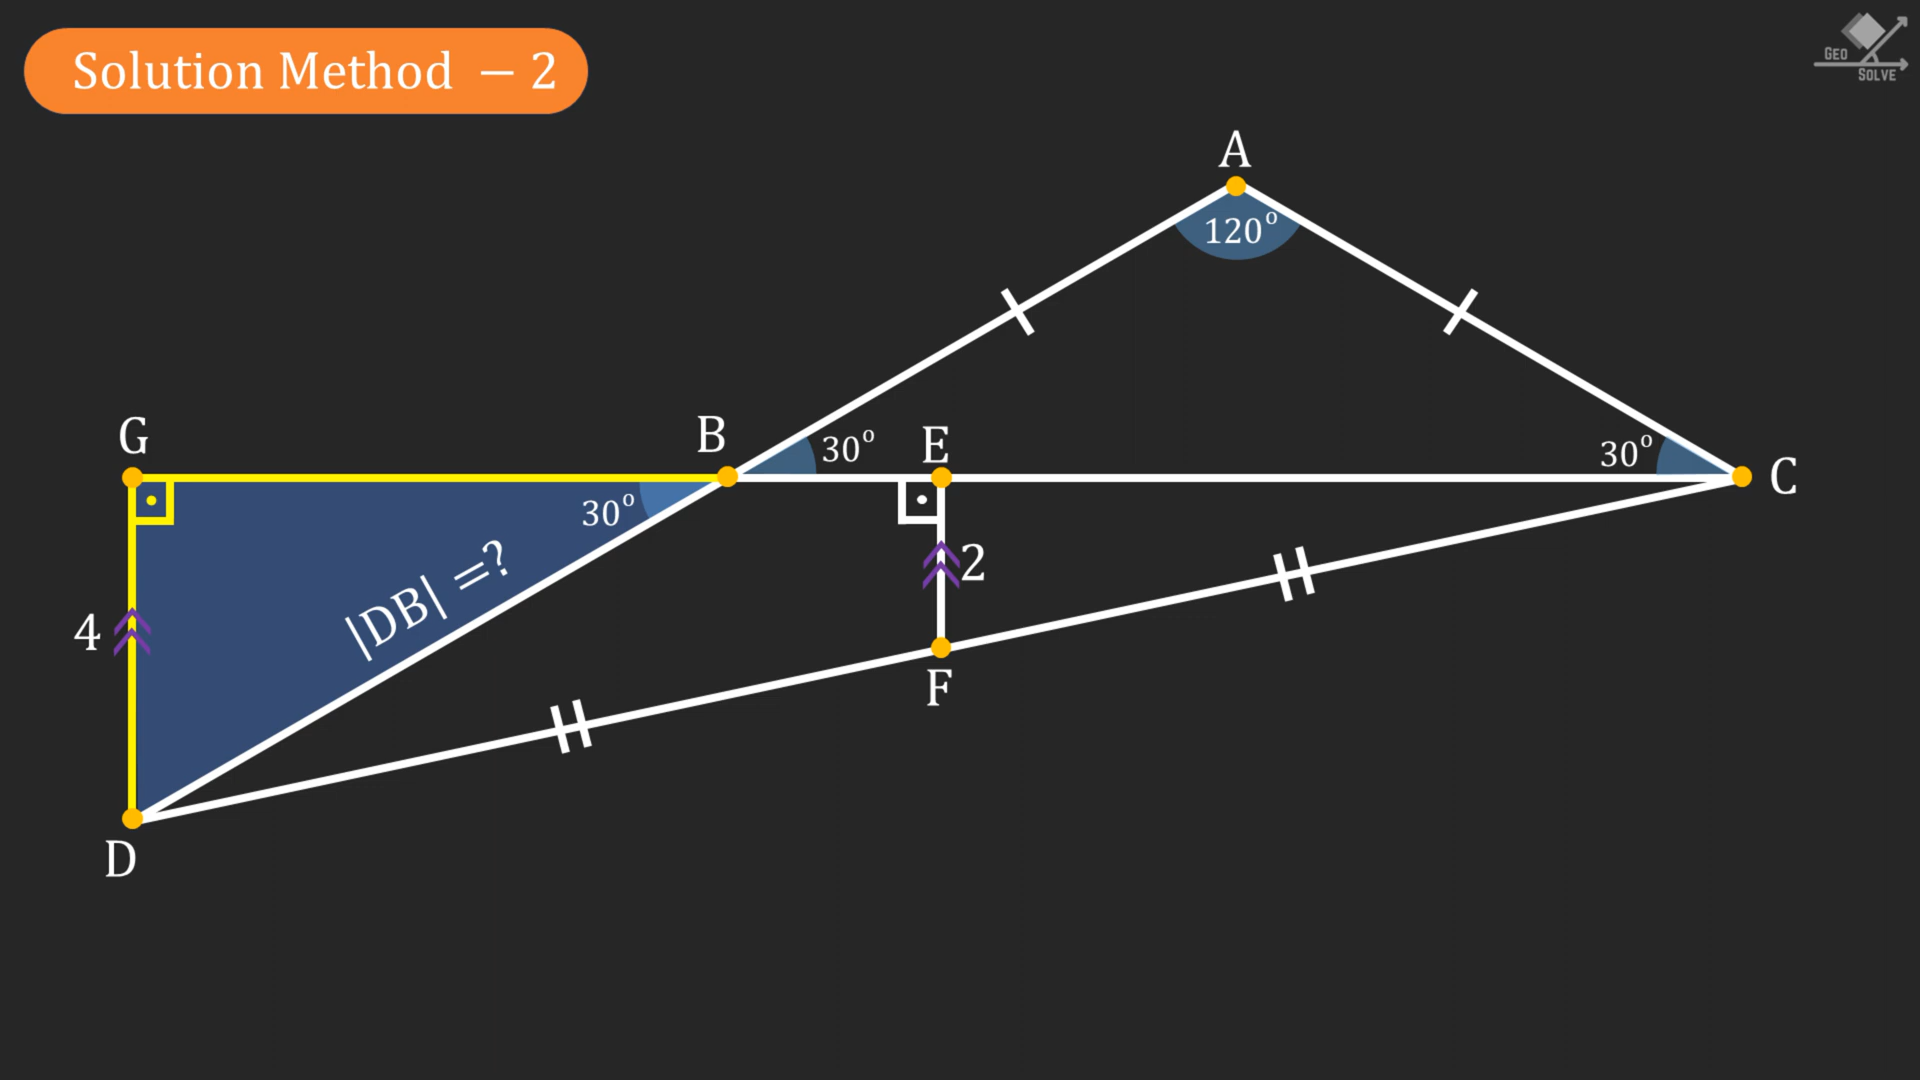 Solution Method – 2
GEO
SOLVE
A
120°
G
B
30°
E
30°
C
30°
|DB| =?
2
4
F
D